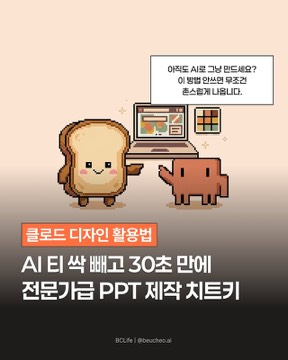 아직도 AI로 그냥 만드세요?
이 방법 안쓰면 무조건
촌스럽게 나옵니다.
클로드 디자인 활용법
AI 티 싹 빼고 30초 만에
전문가급 PPT 제작 치트키
BCLife | @beucheo.ai